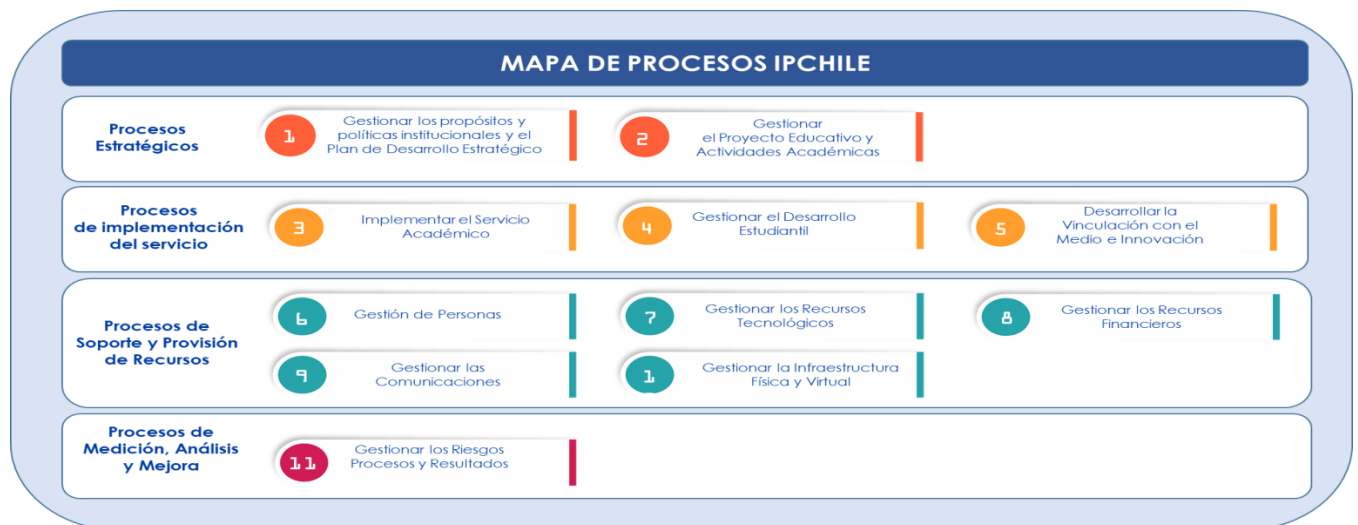 MAPA DE PROCESOS IPCHILE
Procesos
Estratégicos
1
Gestionar los propósitos y
políticas institucionales y el
Plan de Desarrollo Estratégico
2
Gestionar
el Proyecto Educativo y
Actividades Académicas
Procesos
de implementación
del servicio
3
Implementar el Servicio
Académico
4
Gestionar el Desarrollo
Estudiantil
5
Desarrollar la
Vinculación con el
Medio e Innovación
Procesos de
Soporte y Provisión
de Recursos
6
Gestión de Personas
7
Gestionar los Recursos
Tecnológicos
8
Gestionar los Recursos
Financieros
9
Gestionar las
Comunicaciones
1
Gestionar la Infraestructura
Física y Virtual
Procesos de
Medición, Análisis
y Mejora
11
Gestionar los Riesgos
Procesos y Resultados